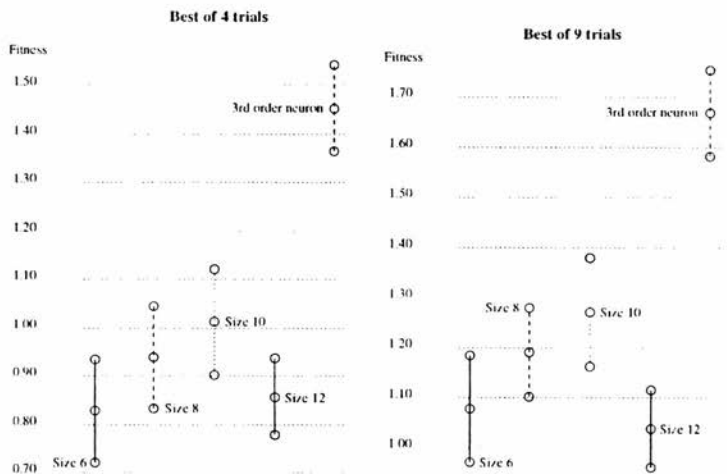 Best of 4 trials
Fitness
1.50
3rd order neuron
1.40
1.30
1.20
1.10
1.00
Size 10
0.90
Size 8
Size 12
0.80
Size 6
0.70
Best of 9 trials
Fitness
1.70
3rd order neuron
1.60
1.50
1.40
1.30
Size 8
Size 10
1.20
1.10
Size 12
1.00
Size 6